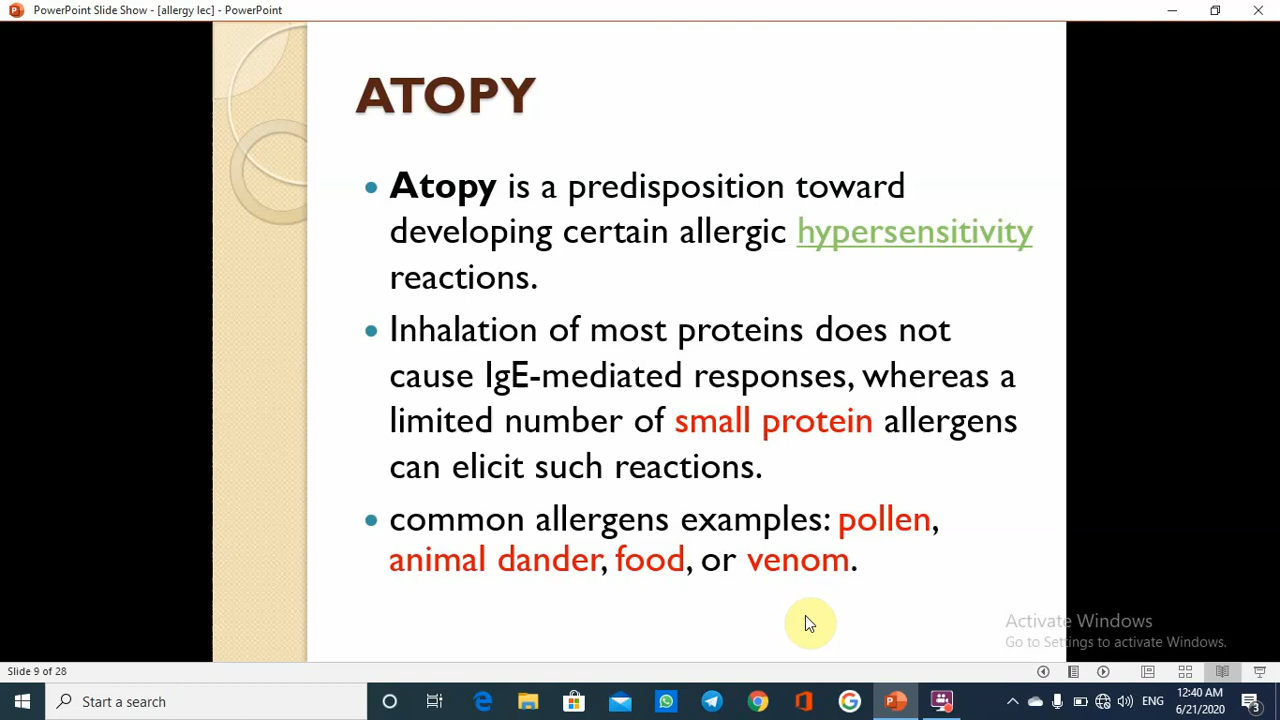 PowerPoint Slide Show - [allergy lec] - PowerPoint
ATOPY
• Atopy is a predisposition toward
developing certain allergic hypersensitivity
reactions.
• Inhalation of most proteins does not
cause IgE-mediated responses, whereas a
limited number of small protein allergens
can elicit such reactions.
• common allergens examples: pollen,
animal dander, food, or venom.
Activate Windows
Go to Settings to activate Windows.
Slide 9 of 28
Start a search
ENG
12:40 AM
6/21/2020
3